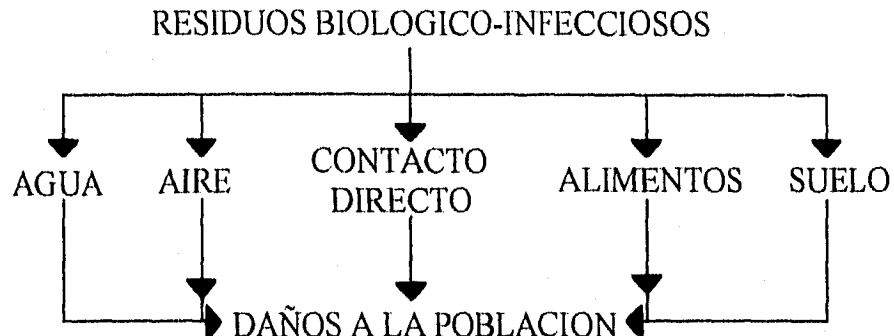 RESIDUOS BIOLOGICO-INFECCIOSOS
AGUA
AIRE
CONTACTO
DIRECTO
ALIMENTOS
SUELO
DAÑOS A LA POBLACION